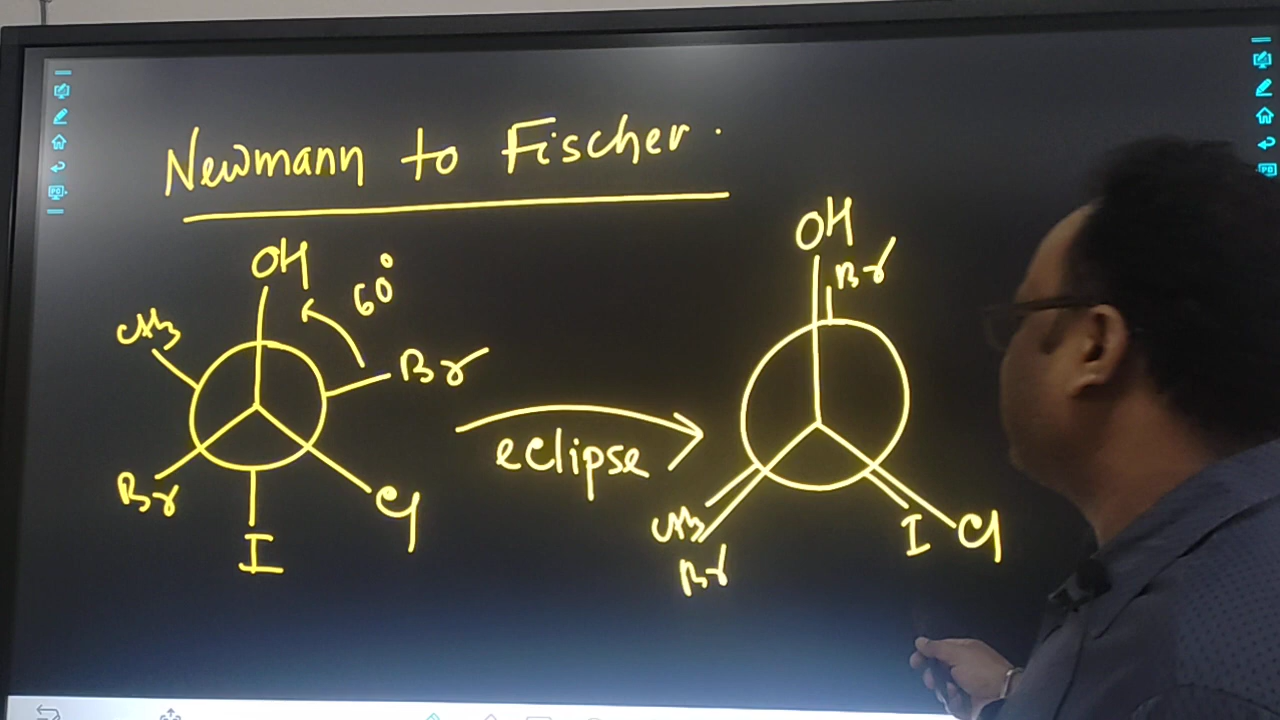 Newmann to Fischer.
OH
60°
CH3
Br
Br
I
Cl
eclipse
OH
Br
CH3
Br
I
Cl